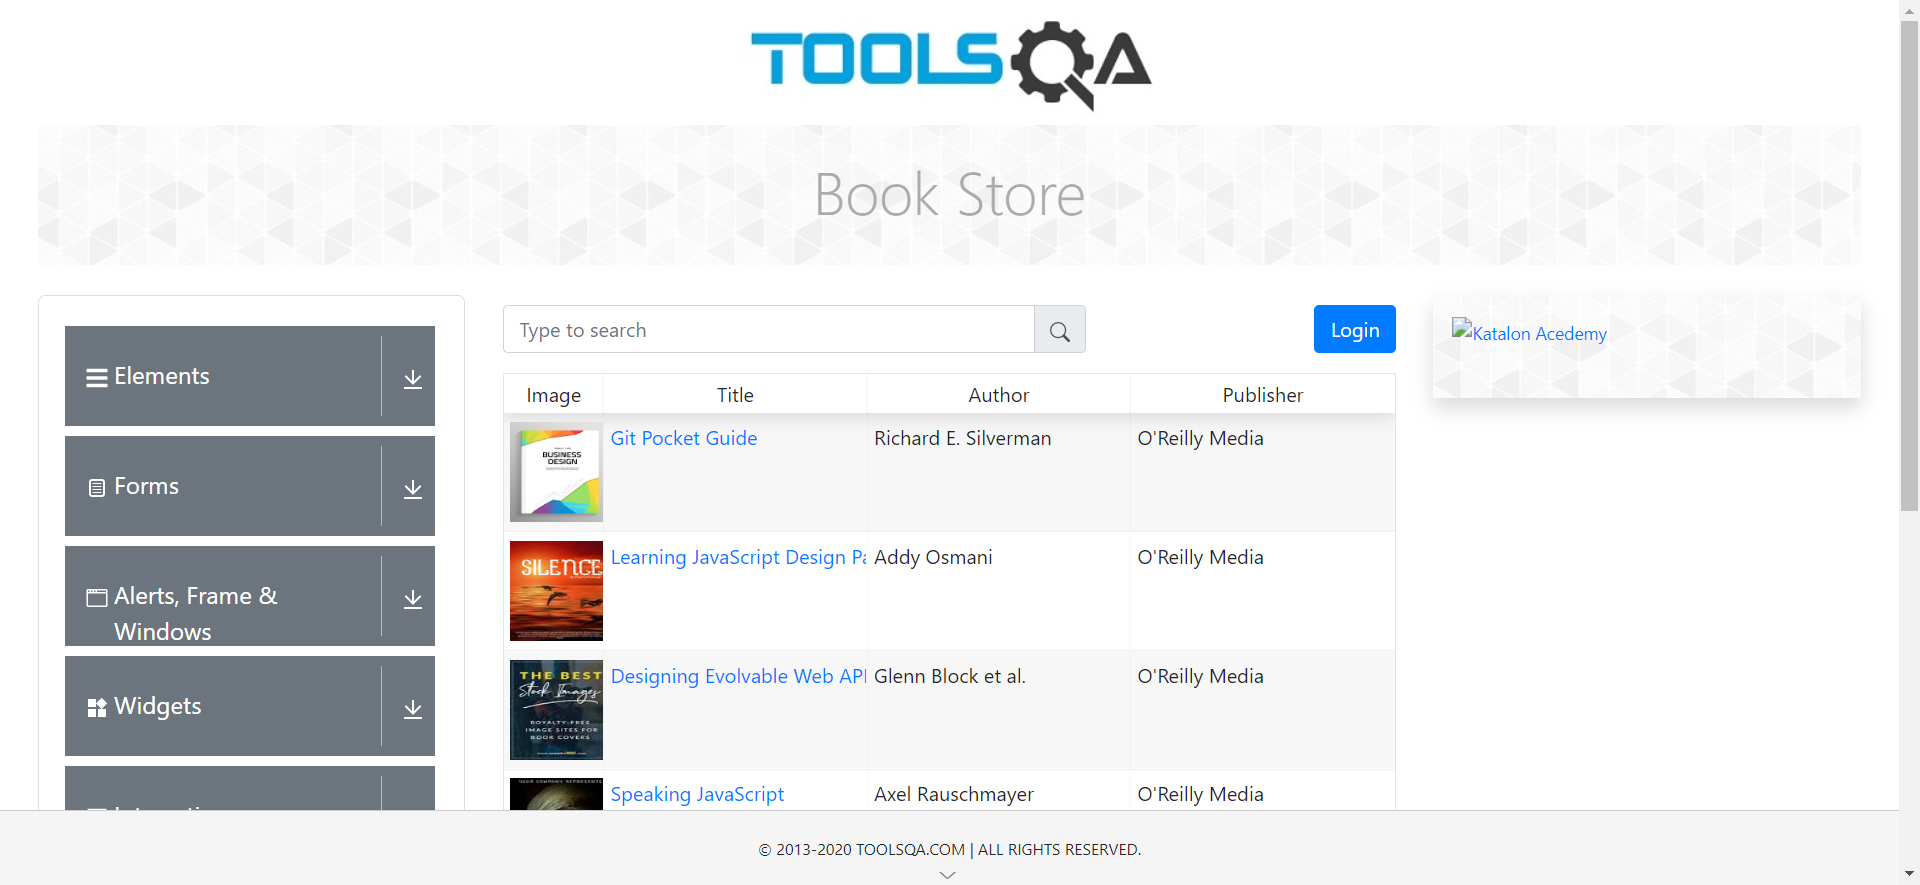 TOOLSQA
Book Store
Elements
Forms
Alerts, Frame &
Windows
Widgets
Type to search
Login
Katalon Acedemy
Image Title Author Publisher
BUSINESS
DESIGN
Git Pocket Guide Richard E. Silverman O'Reilly Media
SILENCE
Learning JavaScript Design Pa Addy Osmani O'Reilly Media
THE BEST
Stock Images
ROYALTY-FREE
IMAGE SITES FOR
BOOK COVERS
Designing Evolvable Web API Glenn Block et al. O'Reilly Media
Speaking JavaScript Axel Rauschmayer O'Reilly Media
© 2013-2020 TOOLSQA.COM | ALL RIGHTS RESERVED.